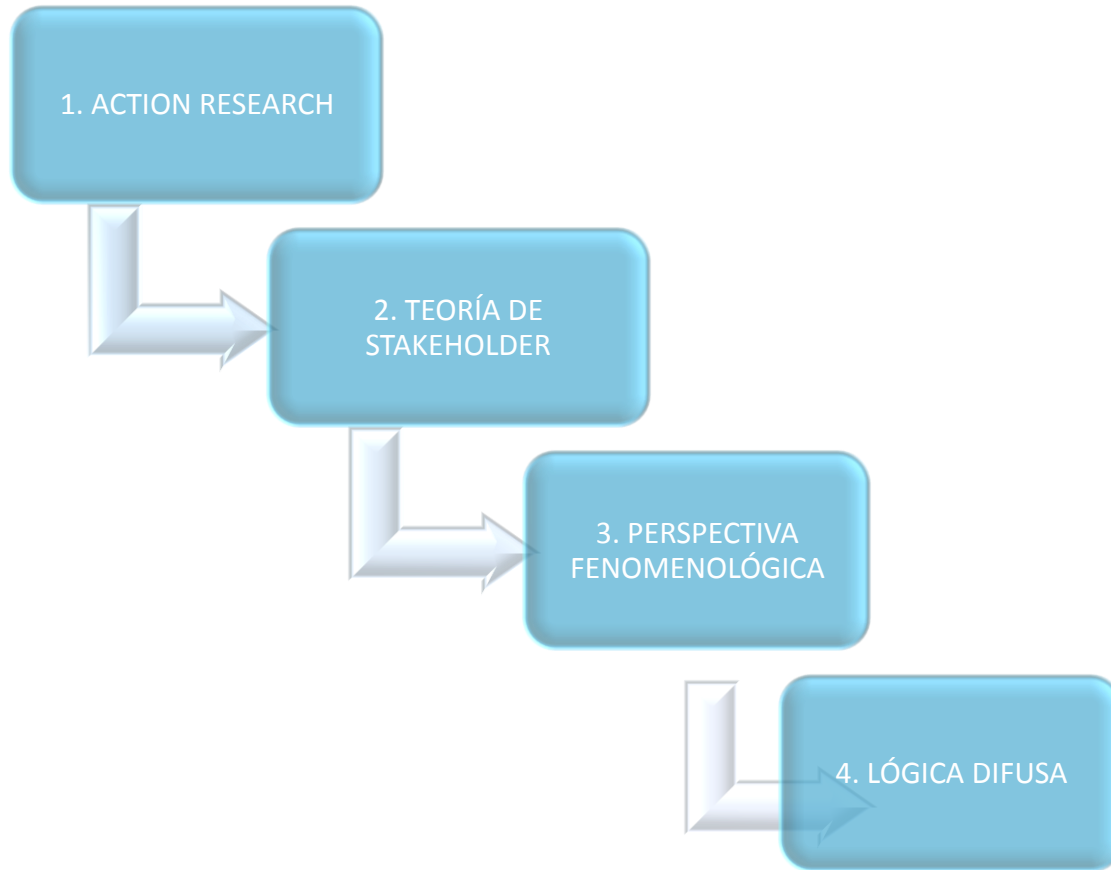 1. ACTION RESEARCH
2. TEORÍA DE
STAKEHOLDER
3. PERSPECTIVA
FENOMENOLÓGICA
4. LÓGICA DIFUSA